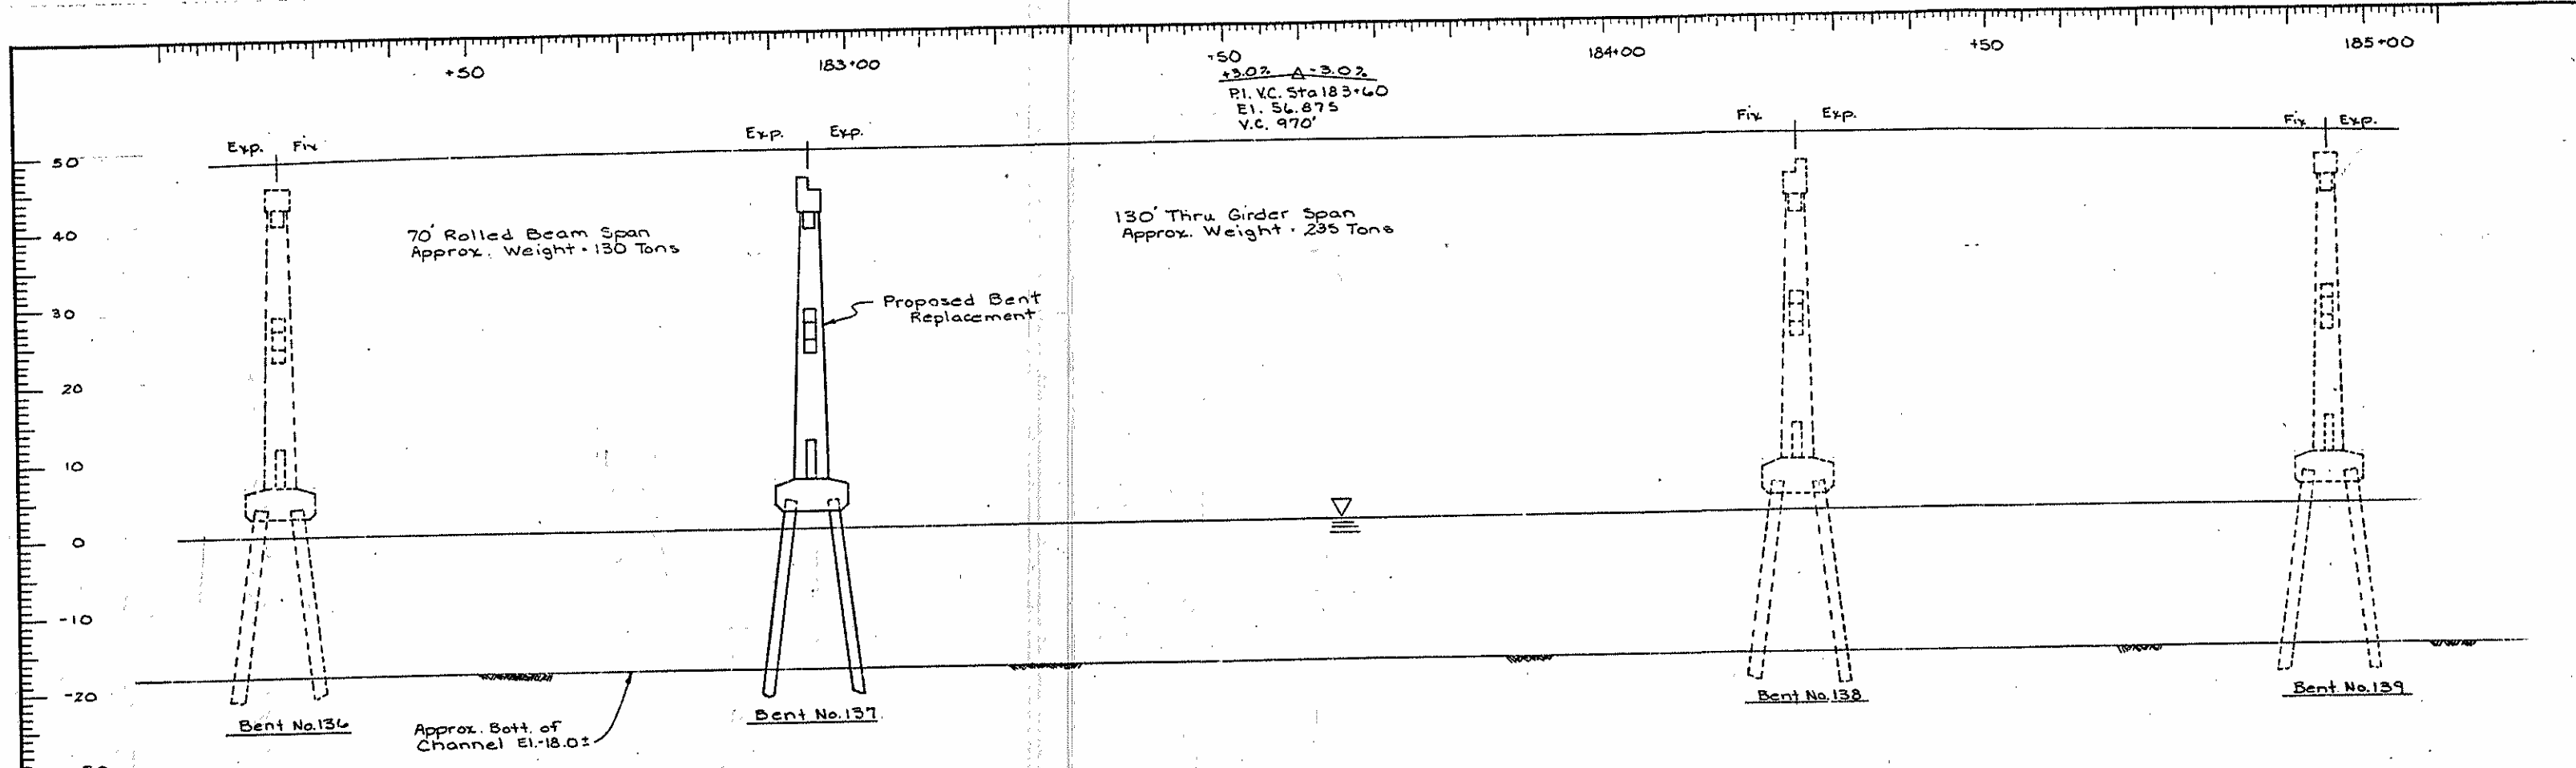 +50
183+00
+50
184+00
+50
185+00
+3.0% Δ -3.0%
P.I. V.C. Sta 183+60
El. 56.875
V.C. 970'
Exp. Fix
Exp. Exp.
Fix Exp.
Fix Exp.
50
40
30
20
10
0
-10
-20
70' Rolled Beam Span
Approx. Weight - 130 Tons
130' Thru Girder Span
Approx. Weight - 235 Tons
Proposed Bent
Replacement
Bent No. 136
Bent No. 137
Bent No. 138
Bent No. 139
Approx. Bott. of
Channel El. -18.0±